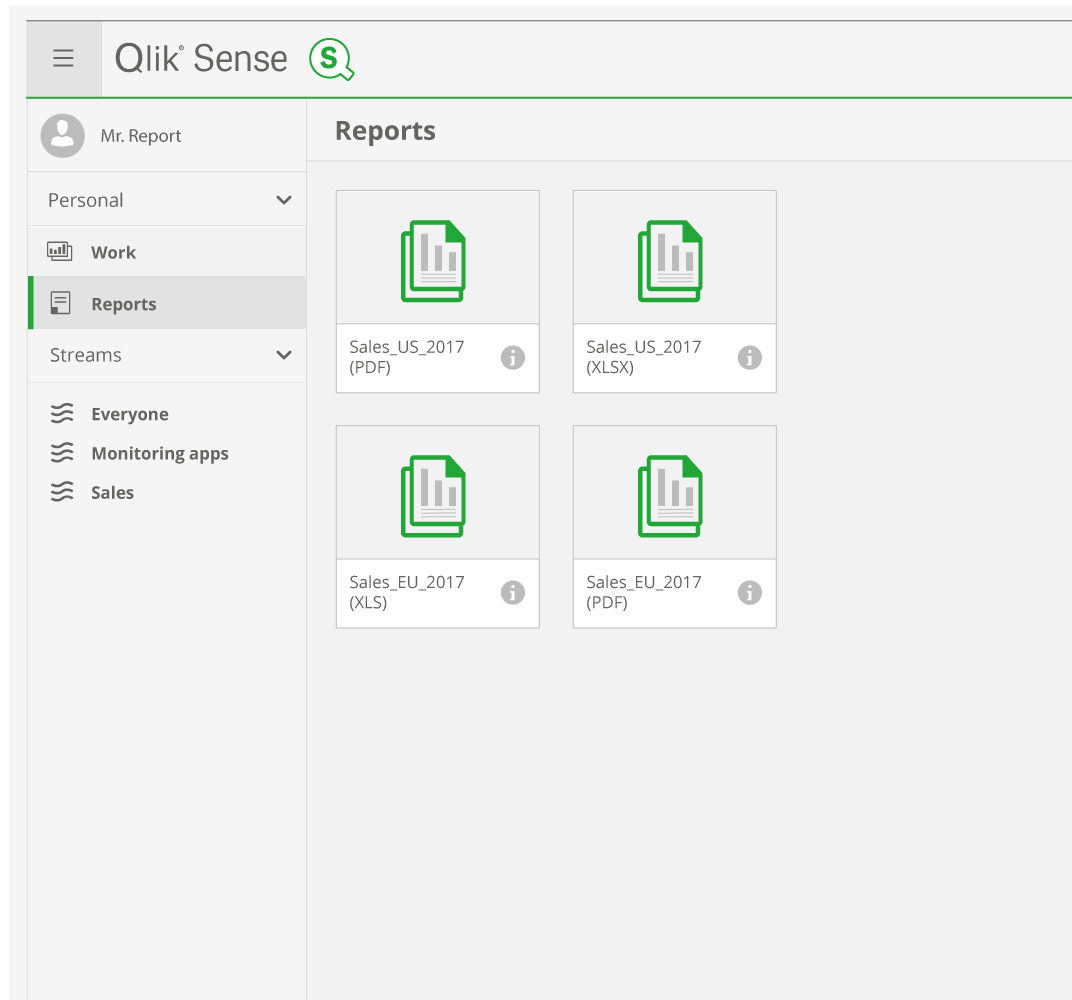 Qlik® Sense S
Mr. Report
Personal
Work
Reports
Streams
Everyone
Monitoring apps
Sales
Reports
Sales_US_2017
(PDF)
Sales_US_2017
(XLSX)
Sales_EU_2017
(XLS)
Sales_EU_2017
(PDF)